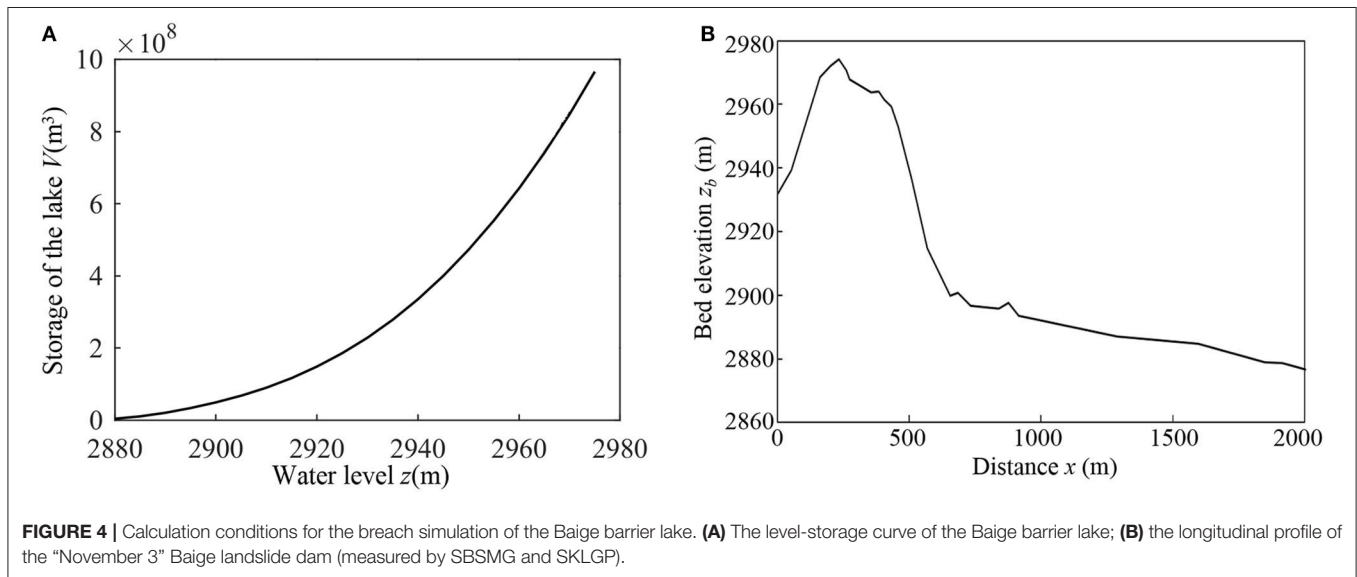 A
×10⁸
10
8
6
4
2
0
Storage of the lake V(m³)
2880 2900 2920 2940 2960 2980
Water level z(m)
B
2980
2960
2940
2920
2900
2880
2860
Bed elevation z_b (m)
0 500 1000 1500 2000
Distance x (m)
FIGURE 4 | Calculation conditions for the breach simulation of the Baige barrier lake. (A) The level-storage curve of the Baige barrier lake; (B) the longitudinal profile of
the “November 3” Baige landslide dam (measured by SBSMG and SKLGP).